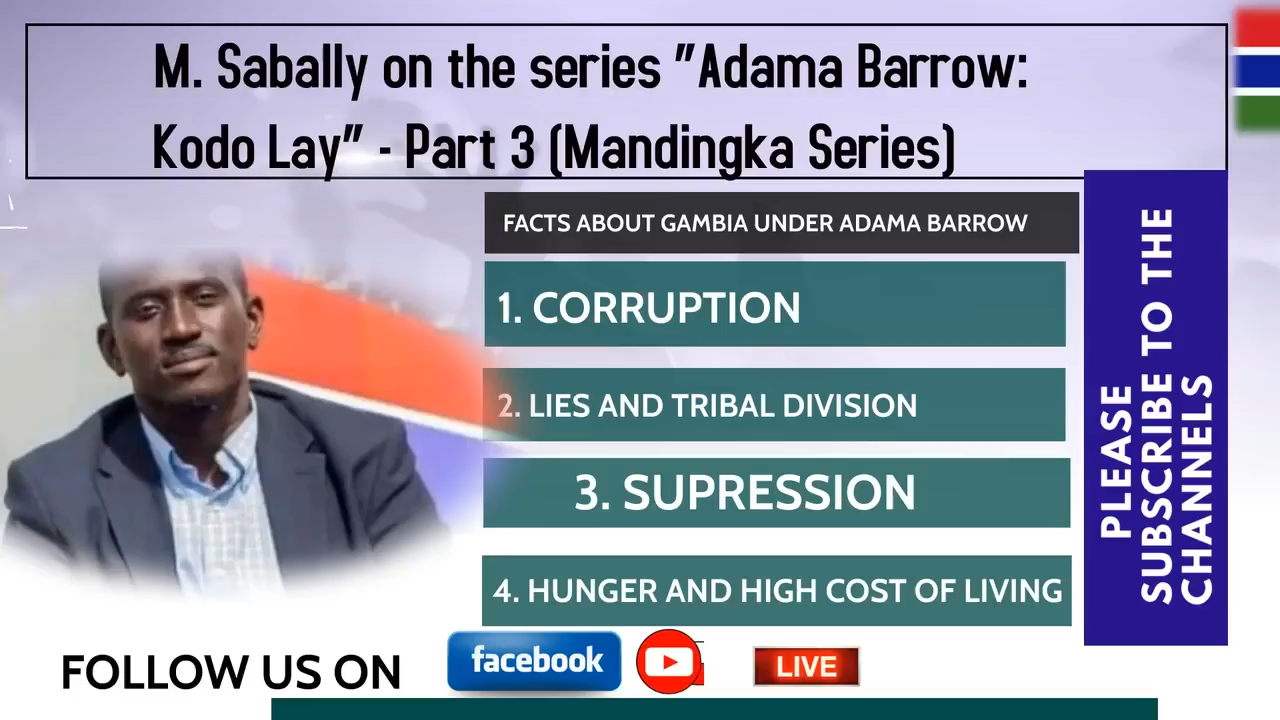 M. Sabally on the series "Adama Barrow:
Kodo Lay" - Part 3 (Mandingka Series)
FACTS ABOUT GAMBIA UNDER ADAMA BARROW
1. CORRUPTION
2. LIES AND TRIBAL DIVISION
3. SUPRESSION
4. HUNGER AND HIGH COST OF LIVING
PLEASE
SUBSCRIBE TO THE
CHANNELS
FOLLOW US ON
facebook
LIVE